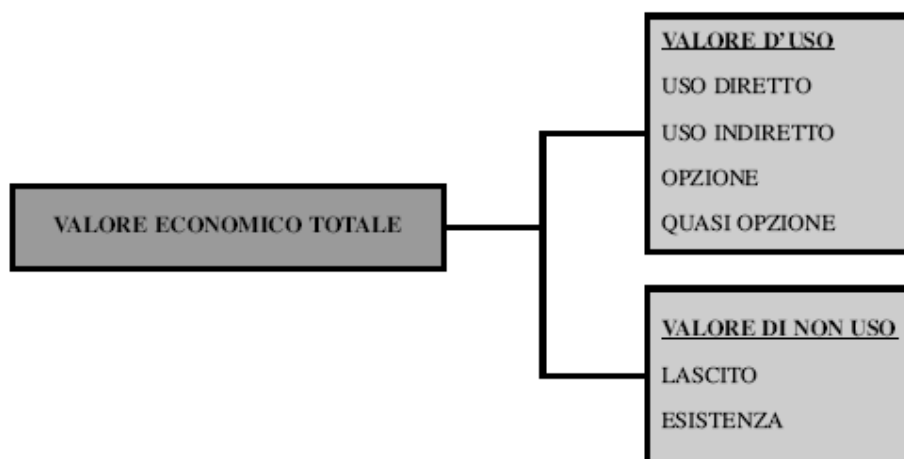 VALORE D'USO
USO DIRETTO
USO INDIRETTO
OPZIONE
QUASI OPZIONE
VALORE ECONOMICO TOTALE
VALORE DI NON USO
LASCITO
ESISTENZA